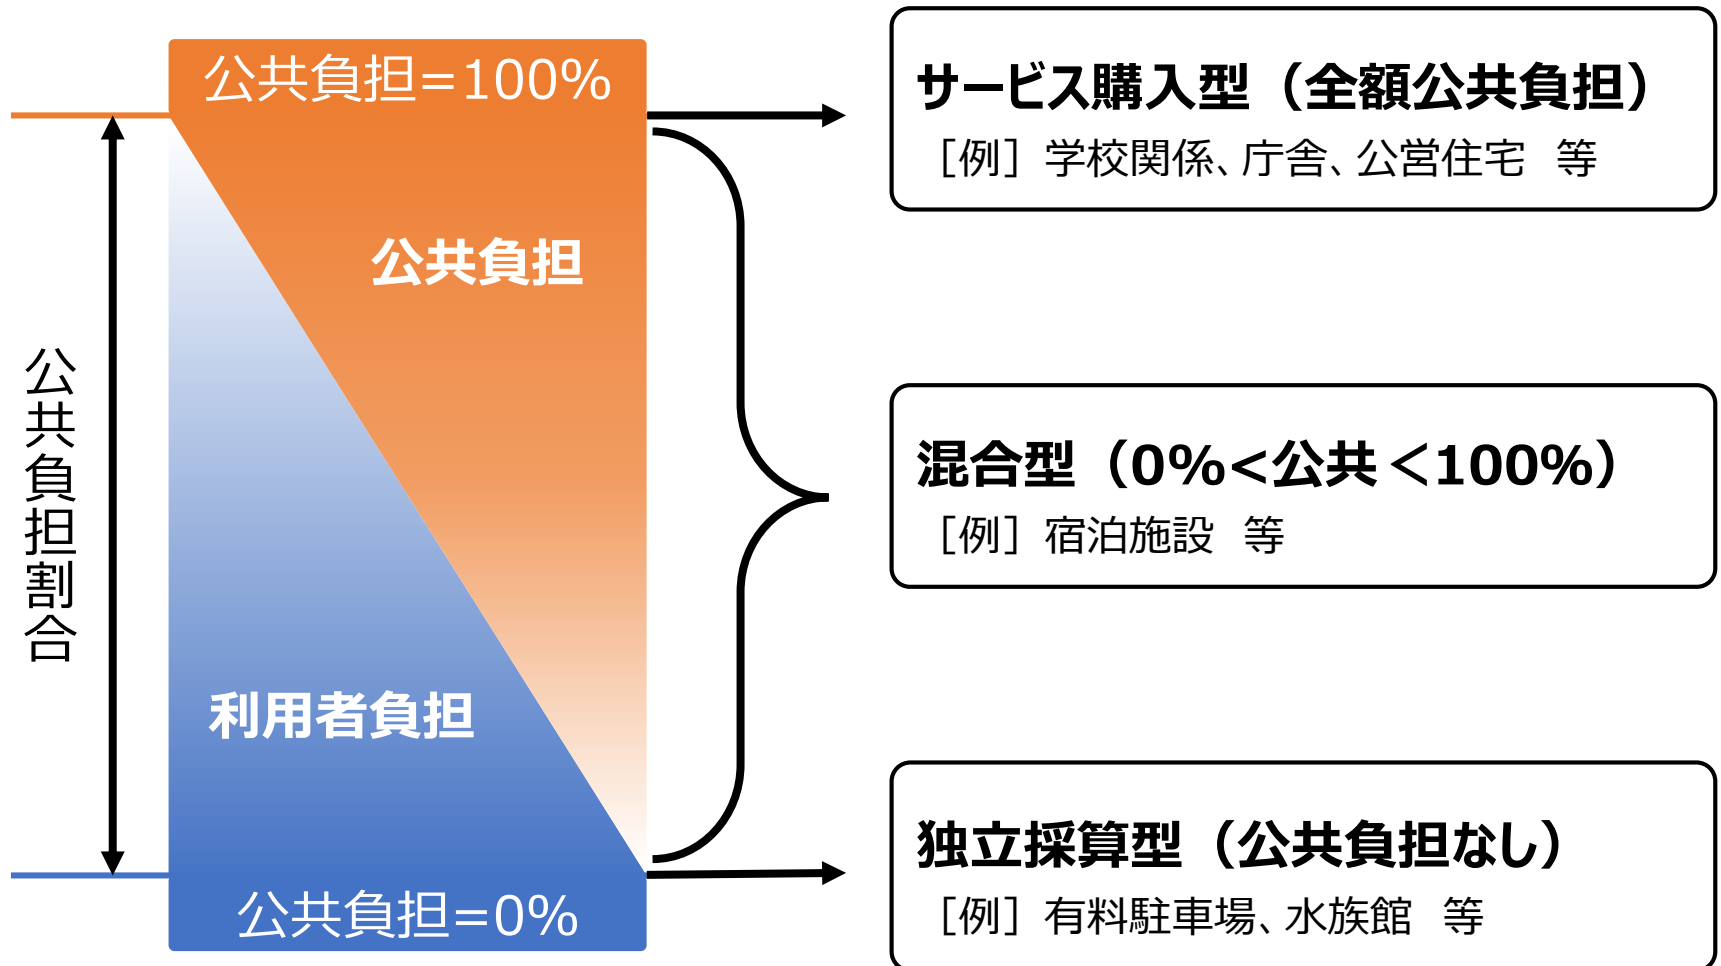 公共負担割合
公共負担=100%
公共負担
利用者負担
公共負担=0%
サービス購入型（全額公共負担）
［例］学校関係、庁舎、公営住宅　等
混合型（0%<公共＜100%）
［例］宿泊施設　等
独立採算型（公共負担なし）
［例］有料駐車場、水族館　等